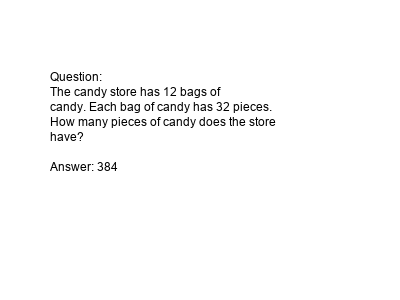 Question:
The candy store has 12 bags of
candy. Each bag of candy has 32 pieces.
How many pieces of candy does the store
have?
Answer: 384